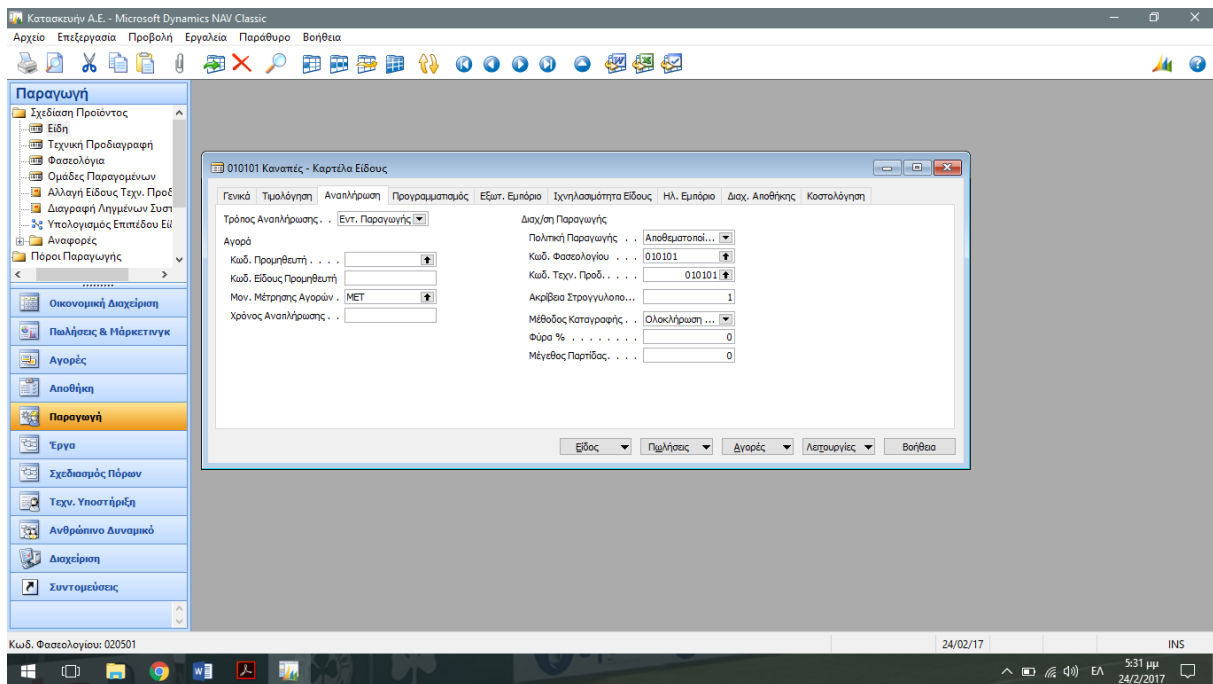 Κατασκευήν Α.Ε. - Microsoft Dynamics NAV Classic
Αρχείο Επεξεργασία Προβολή Εργαλεία Παράθυρο Βοήθεια
Παραγωγή
Σχεδίαση Προϊόντος
Είδη
Τεχνική Προδιαγραφή
Φασεολόγια
Ομάδες Παραγομένων
Αλλαγή Είδους Τεχν. Προδ
Διαγραφή Ληγμένων Συστ
Υπολογισμός Επιπέδου Εί
Αναφορές
Πόροι Παραγωγής
Οικονομική Διαχείριση
Πωλήσεις & Μάρκετινγκ
Αγορές
Αποθήκη
Παραγωγή
Έργα
Σχεδιασμός Πόρων
Τεχν. Υποστήριξη
Ανθρώπινο Δυναμικό
Διαχείριση
Συντομεύσεις
010101 Καναπές - Καρτέλα Είδους
Γενικά Τιμολόγηση Αναπλήρωση Προγραμματισμός Εξωτ. Εμπόριο Ιχνηλασιμότητα Είδους Ηλ. Εμπόριο Διαχ. Αποθήκης Κοστολόγηση
Τρόπος Αναπλήρωσης. . Εντ. Παραγωγής
Αγορά
Κωδ. Προμηθευτή . . . .
Κωδ. Είδους Προμηθευτή
Μον. Μέτρησης Αγορών . MET
Χρόνος Αναπλήρωσης . .
Διαχ/ση Παραγωγής
Πολιτική Παραγωγής . . Αποθεματοποί...
Κωδ. Φασεολογίου . . . 010101
Κωδ. Τεχν. Προδ. . . . 010101
Ακρίβεια Στρογγυλοπο... 1
Μέθοδος Καταγραφής . . Ολοκλήρωση ...
Φύρα % . . . . . . . . 0
Μέγεθος Παρτίδας. . . . 0
Είδος Πωλήσεις Αγορές Λειτουργίες Βοήθεια
Κωδ. Φασεολογίου: 020501 24/02/17 INS
ΕΛ 5:31 μμ
24/2/2017